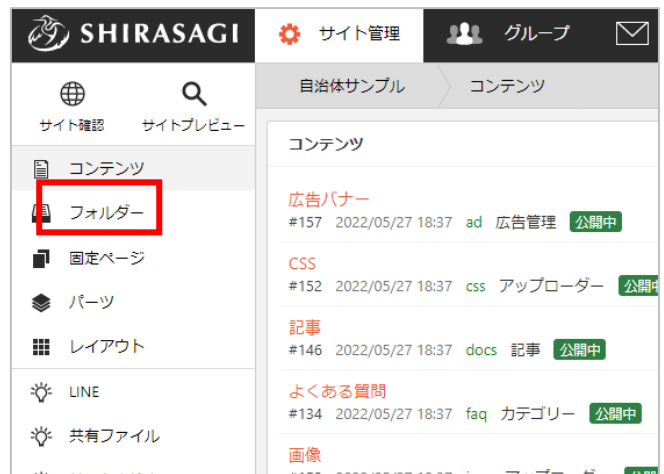 SHIRASAGI
サイト管理
グループ
サイト確認
サイトプレビュー
自治体サンプル
コンテンツ
コンテンツ
フォルダー
固定ページ
パーツ
レイアウト
LINE
共有ファイル
コンテンツ
広告バナー
#157 2022/05/27 18:37 ad 広告管理 公開中
CSS
#152 2022/05/27 18:37 css アップローダー 公開中
記事
#146 2022/05/27 18:37 docs 記事 公開中
よくある質問
#134 2022/05/27 18:37 faq カテゴリー 公開中
画像